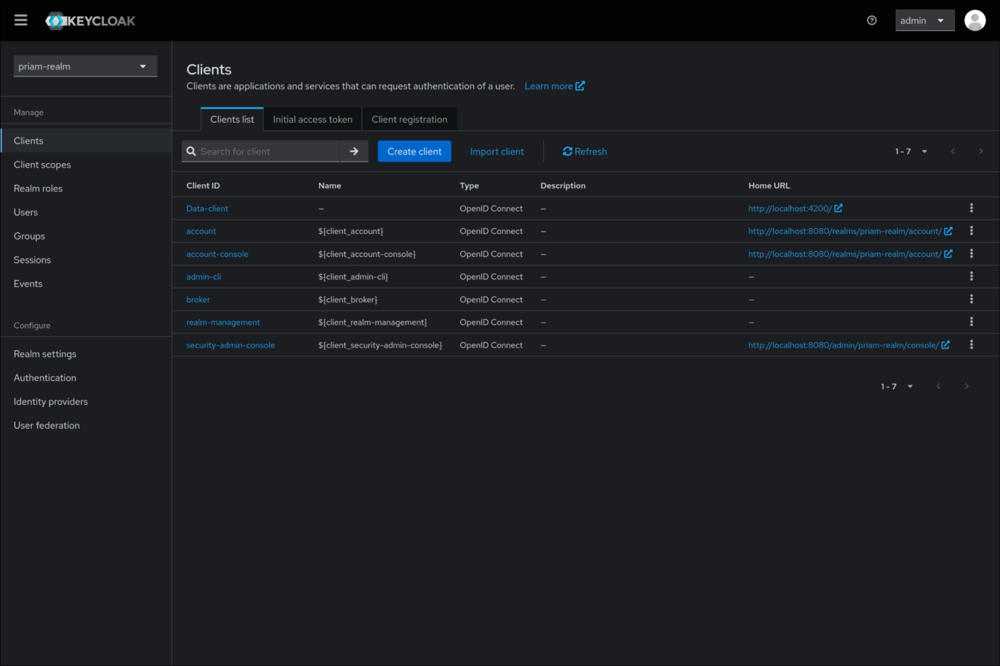 KEYCLOAK
admin
priam-realm
Manage
Clients
Client scopes
Realm roles
Users
Groups
Sessions
Events
Configure
Realm settings
Authentication
Identity providers
User federation
Clients
Clients are applications and services that can request authentication of a user. Learn more
Clients list Initial access token Client registration
Search for client Create client Import client Refresh 1 - 7
Client ID Name Type Description Home URL
Data-client – OpenID Connect – http://localhost:4200/
account ${client_account} OpenID Connect – http://localhost:8080/realms/priam-realm/account/
account-console ${client_account-console} OpenID Connect – http://localhost:8080/realms/priam-realm/account/
admin-cli ${client_admin-cli} OpenID Connect – –
broker ${client_broker} OpenID Connect – –
realm-management ${client_realm-management} OpenID Connect – –
security-admin-console ${client_security-admin-console} OpenID Connect – http://localhost:8080/admin/priam-realm/console/
1 - 7